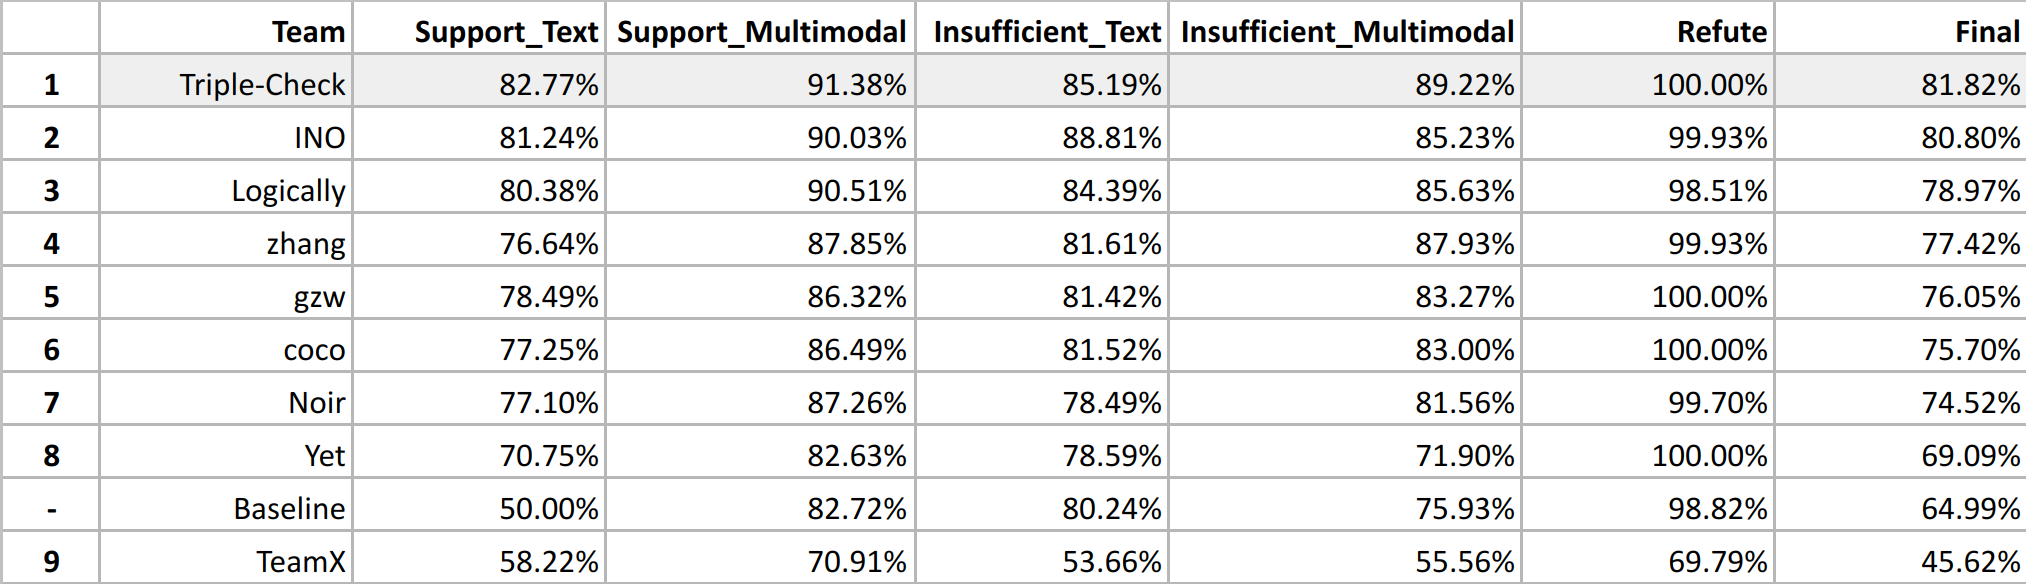 Team Support_Text Support_Multimodal Insufficient_Text Insufficient_Multimodal Refute Final
1 Triple-Check 82.77% 91.38% 85.19% 89.22% 100.00% 81.82%
2 INO 81.24% 90.03% 88.81% 85.23% 99.93% 80.80%
3 Logically 80.38% 90.51% 84.39% 85.63% 98.51% 78.97%
4 zhang 76.64% 87.85% 81.61% 87.93% 99.93% 77.42%
5 gzw 78.49% 86.32% 81.42% 83.27% 100.00% 76.05%
6 coco 77.25% 86.49% 81.52% 83.00% 100.00% 75.70%
7 Noir 77.10% 87.26% 78.49% 81.56% 99.70% 74.52%
8 Yet 70.75% 82.63% 78.59% 71.90% 100.00% 69.09%
- Baseline 50.00% 82.72% 80.24% 75.93% 98.82% 64.99%
9 TeamX 58.22% 70.91% 53.66% 55.56% 69.79% 45.62%